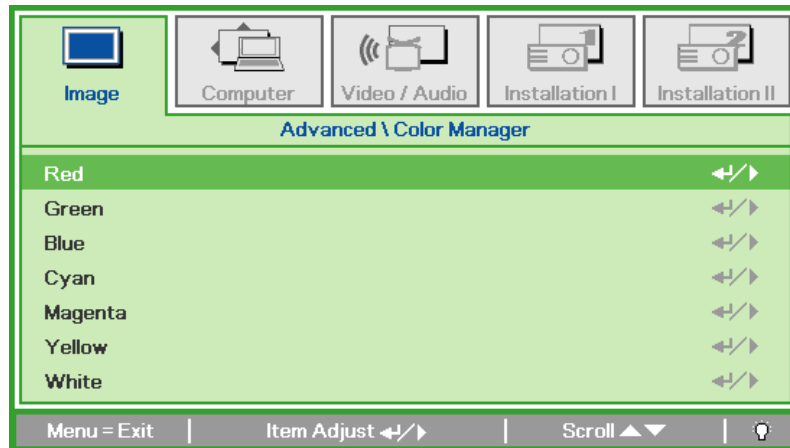 Image
Computer
Video / Audio
Installation I
Installation II
Advanced \ Color Manager
Red
Green
Blue
Cyan
Magenta
Yellow
White
Menu = Exit
Item Adjust
Scroll